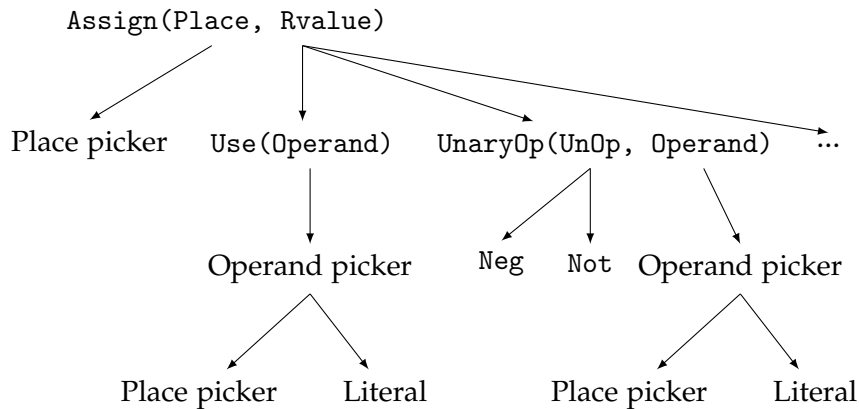 Assign(Place, Rvalue)
Place picker Use(Operand) UnaryOp(UnOp, Operand) ...
Operand picker Neg Not Operand picker
Place picker Literal Place picker Literal